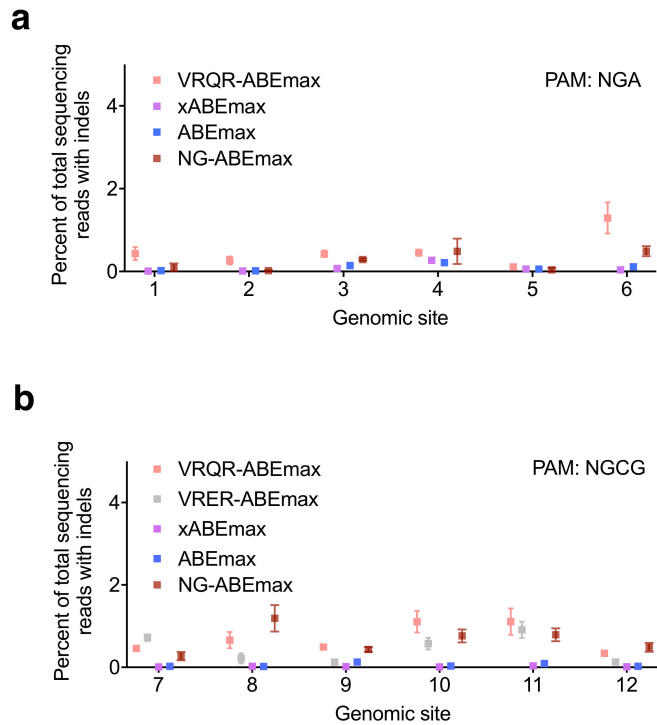 a
Percent of total sequencing
reads with indels
4
2
0
VRQR-ABEmax
xABEmax
ABEmax
NG-ABEmax
PAM: NGA
1 2 3 4 5 6
Genomic site
b
Percent of total sequencing
reads with indels
4
2
0
VRQR-ABEmax
VRER-ABEmax
xABEmax
ABEmax
NG-ABEmax
PAM: NGCG
7 8 9 10 11 12
Genomic site